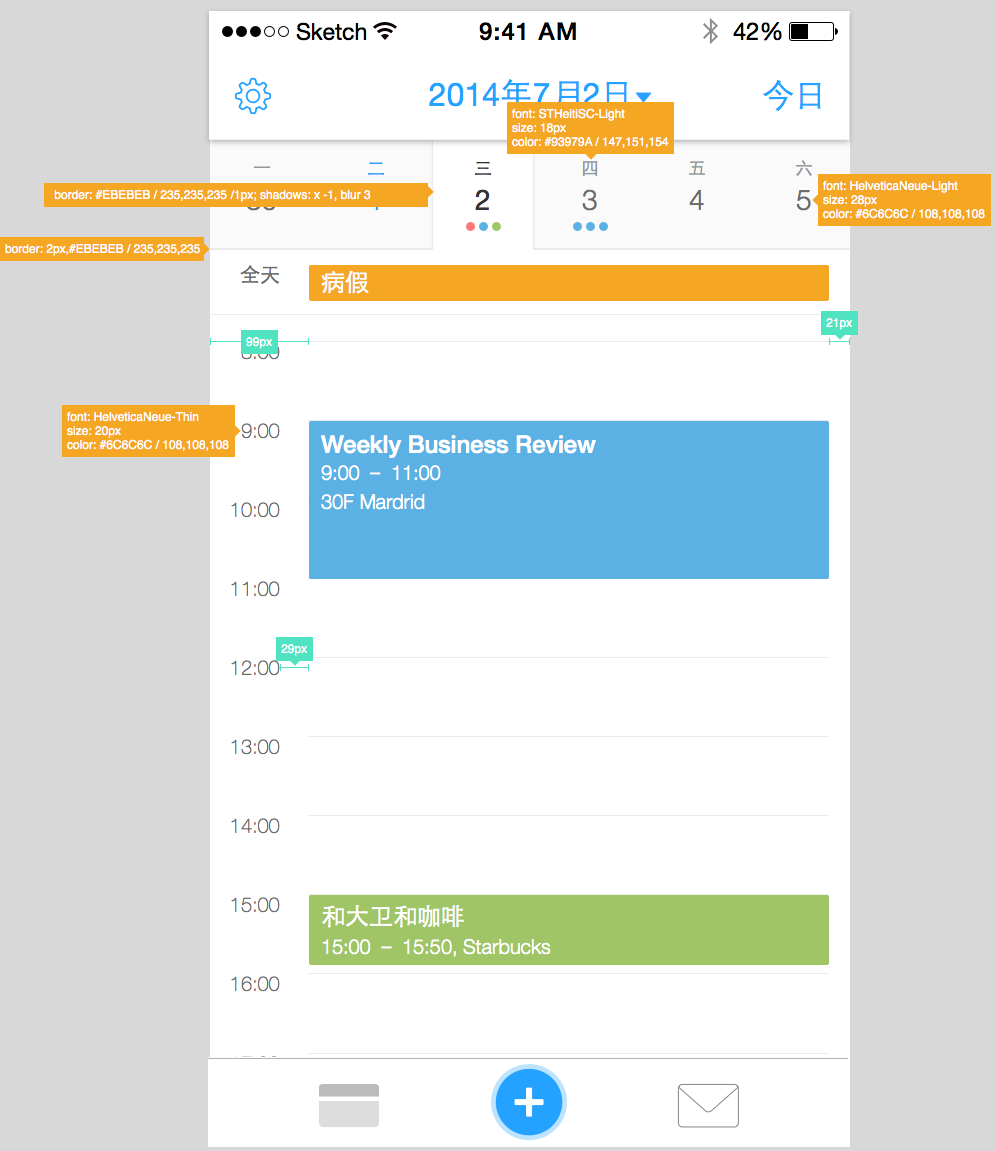 Sketch 9:41 AM 42%
2014年7月2日 今日
font: STHeitiSC-Light
size: 18px
color: #93979A / 147,151,154
一 二 三 四 五 六
font: HelveticaNeue-Light
size: 28px
color: #6C6C6C / 108,108,108
border: #EBEBEB / 235,235,235 /1px; shadows: x -1, blur 3
2 3 4 5
border: 2px,#EBEBEB / 235,235,235
全天 病假
99px
21px
font: HelveticaNeue-Thin
size: 20px
color: #6C6C6C / 108,108,108
9:00
Weekly Business Review
9:00 – 11:00
30F Mardrid
10:00
11:00
29px
12:00
13:00
14:00
15:00
和大卫和咖啡
15:00 – 15:50, Starbucks
16:00